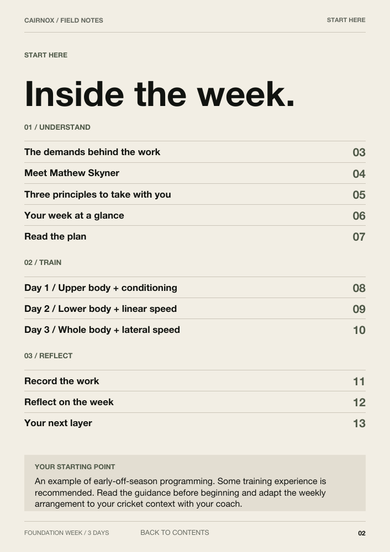 CAIRNOX / FIELD NOTES
START HERE
START HERE
Inside the week.
01 / UNDERSTAND
The demands behind the work 03
Meet Mathew Skyner 04
Three principles to take with you 05
Your week at a glance 06
Read the plan 07
02 / TRAIN
Day 1 / Upper body + conditioning 08
Day 2 / Lower body + linear speed 09
Day 3 / Whole body + lateral speed 10
03 / REFLECT
Record the work 11
Reflect on the week 12
Your next layer 13
YOUR STARTING POINT
An example of early-off-season programming. Some training experience is
recommended. Read the guidance before beginning and adapt the weekly
arrangement to your cricket context with your coach.
FOUNDATION WEEK / 3 DAYS BACK TO CONTENTS 02